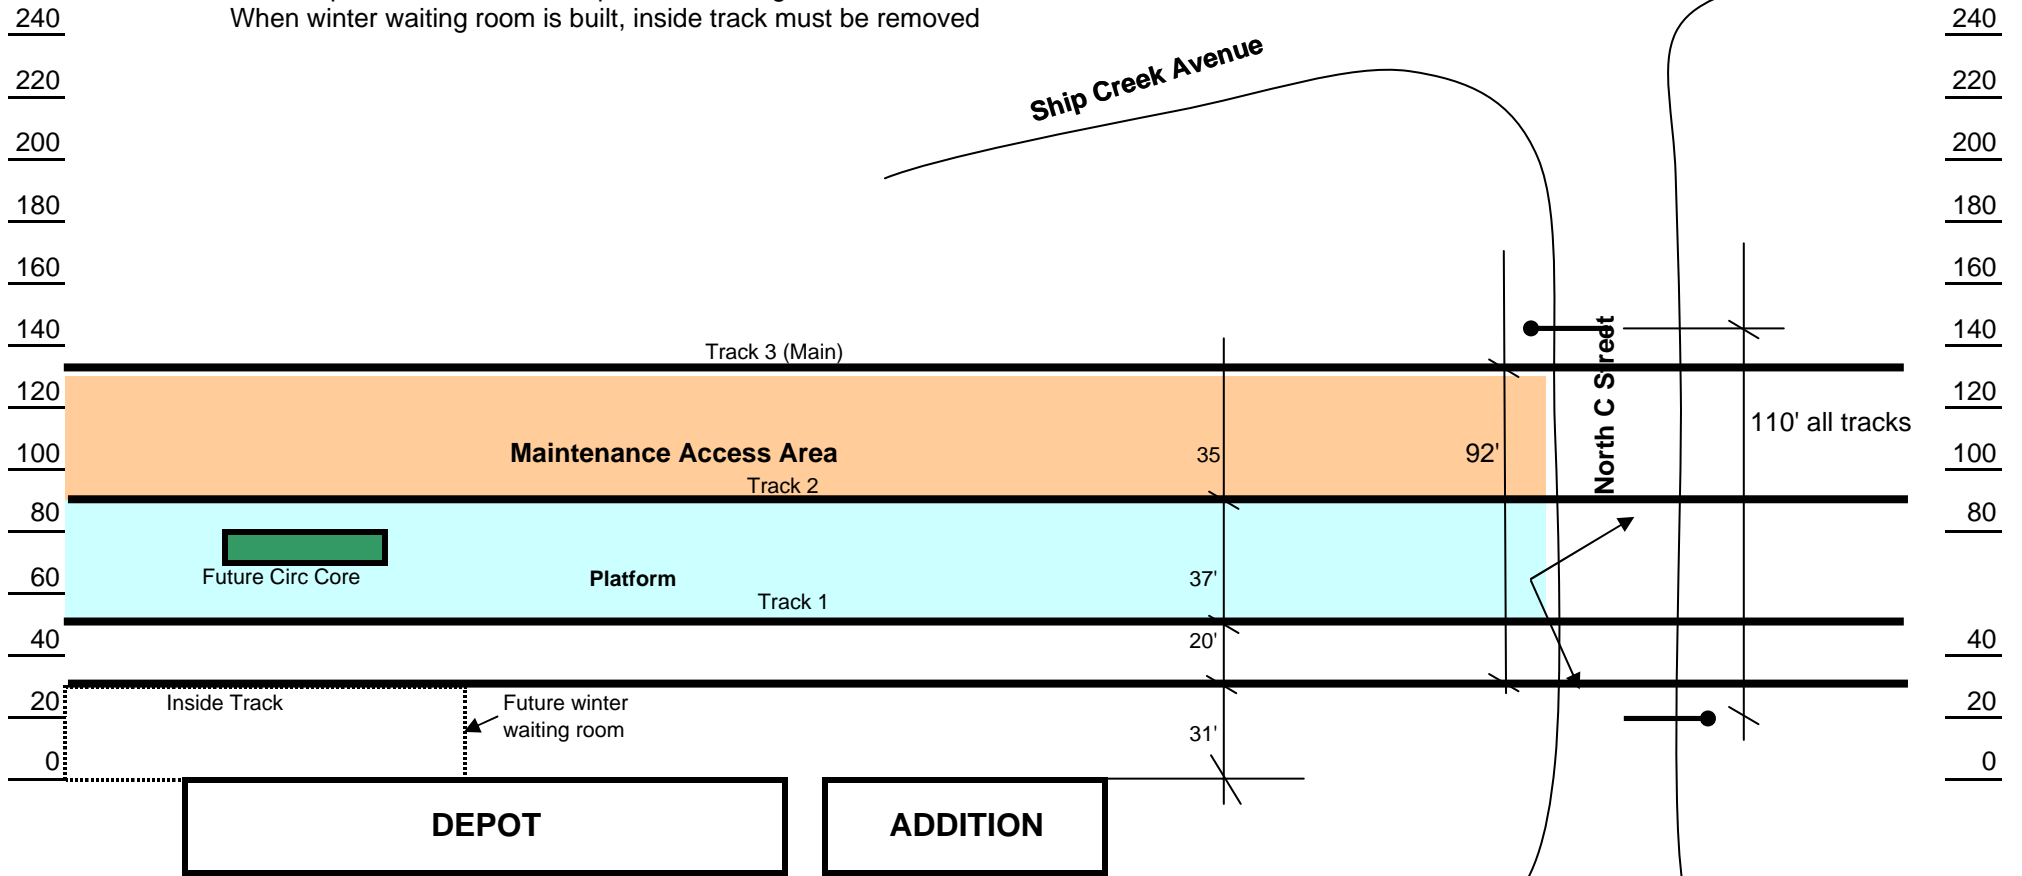 When winter waiting room is built, inside track must be removed
240
240
Ship Creek Avenue
220
220
200
200
180
180
160
160
140
140
Track 3 (Main)
120
120
North C Street
110' all tracks
Maintenance Access Area
35
92'
100
100
Track 2
80
80
Future Circ Core
Platform
37'
60
Track 1
40
20'
40
20
Inside Track
Future winter
waiting room
20
31'
0
0
DEPOT
ADDITION